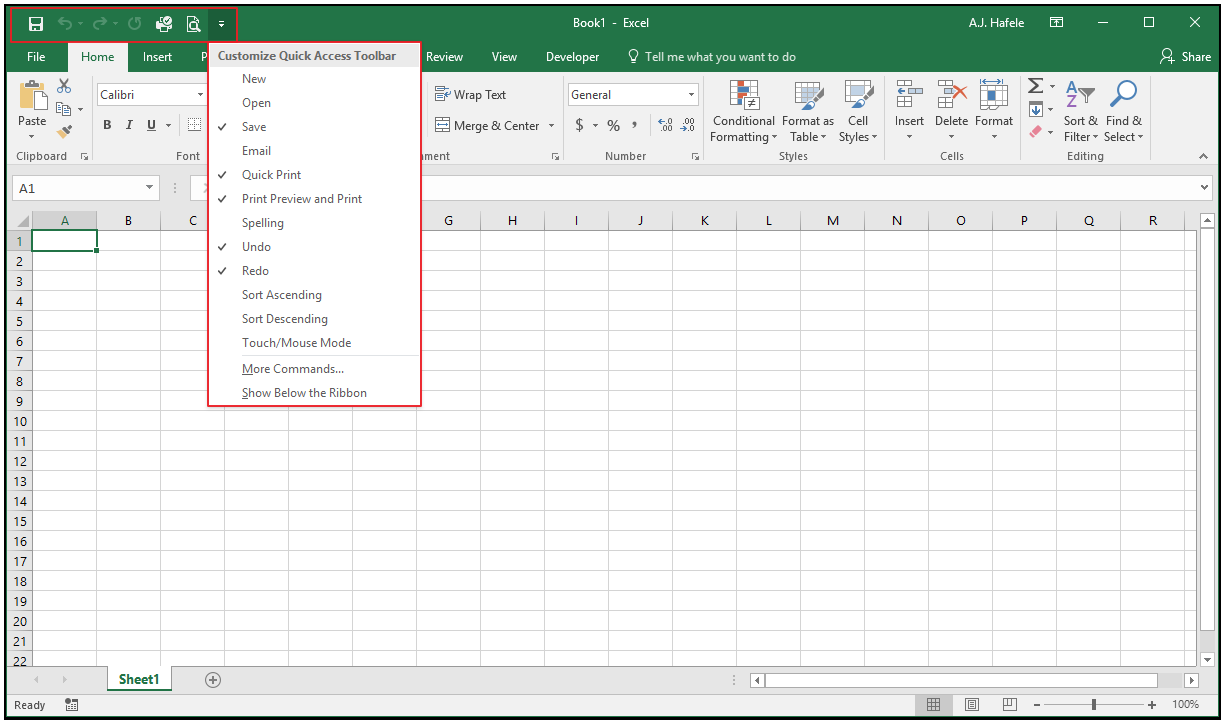 Book1 - Excel
A.J. Hafele
File
Home
Insert
P
Review
View
Developer
Tell me what you want to do
Share
Customize Quick Access Toolbar
New
Open
Save
Email
Quick Print
Print Preview and Print
Spelling
Undo
Redo
Sort Ascending
Sort Descending
Touch/Mouse Mode
More Commands...
Show Below the Ribbon
Paste
Clipboard
Calibri
B I U
Font
Wrap Text
Merge & Center
nment
General
$ % ,
Number
Conditional Formatting
Format as Table
Cell Styles
Styles
Insert
Delete
Format
Cells
Sort & Filter
Find & Select
Editing
A1
A B C G H I J K L M N O P Q R
1
2
3
4
5
6
7
8
9
10
11
12
13
14
15
16
17
18
19
20
21
22
Sheet1
Ready
100%